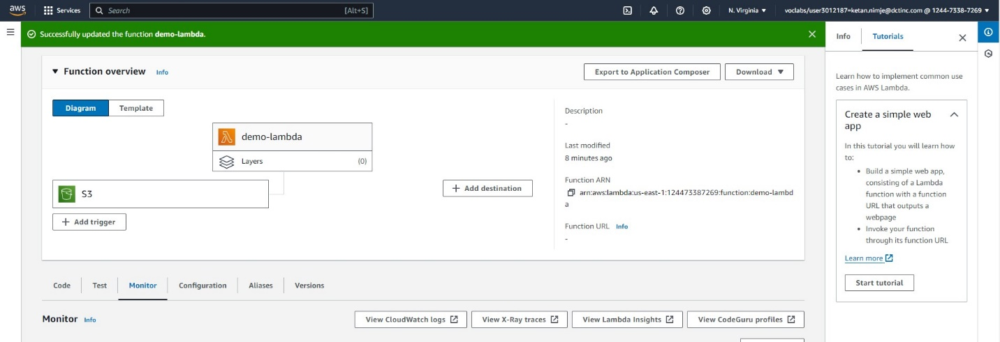 aws
Services
Search
[Alt+S]
N. Virginia
voclabs/user3012187=ketan.nimje@dctinc.com @ 1244-7338-7269
Successfully updated the function demo-lambda.
Function overview Info
Export to Application Composer
Download
Diagram
Template
demo-lambda
Layers
(0)
S3
Add trigger
Add destination
Description
-
Last modified
8 minutes ago
Function ARN
arn:aws:lambda:us-east-1:124473387269:function:demo-lambd
a
Function URL Info
-
Code
Test
Monitor
Configuration
Aliases
Versions
Monitor Info
View CloudWatch logs
View X-Ray traces
View Lambda Insights
View CodeGuru profiles
Info
Tutorials
Learn how to implement common use
cases in AWS Lambda.
Create a simple web
app
In this tutorial you will learn how
to:
• Build a simple web app,
consisting of a Lambda
function with a function
URL that outputs a
webpage
• Invoke your function
through its function URL
Learn more
Start tutorial